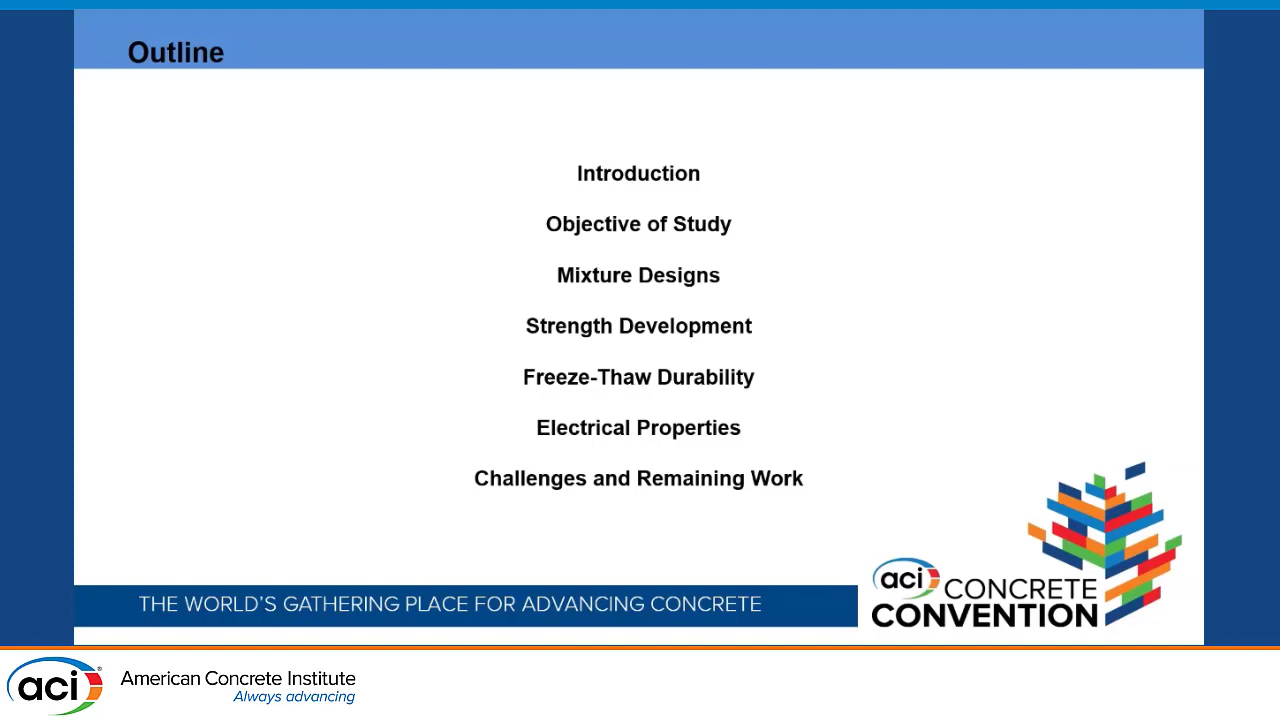 Outline
Introduction
Objective of Study
Mixture Designs
Strength Development
Freeze-Thaw Durability
Electrical Properties
Challenges and Remaining Work
THE WORLD'S GATHERING PLACE FOR ADVANCING CONCRETE
aci CONCRETE
CONVENTION
aci® American Concrete Institute
Always advancing